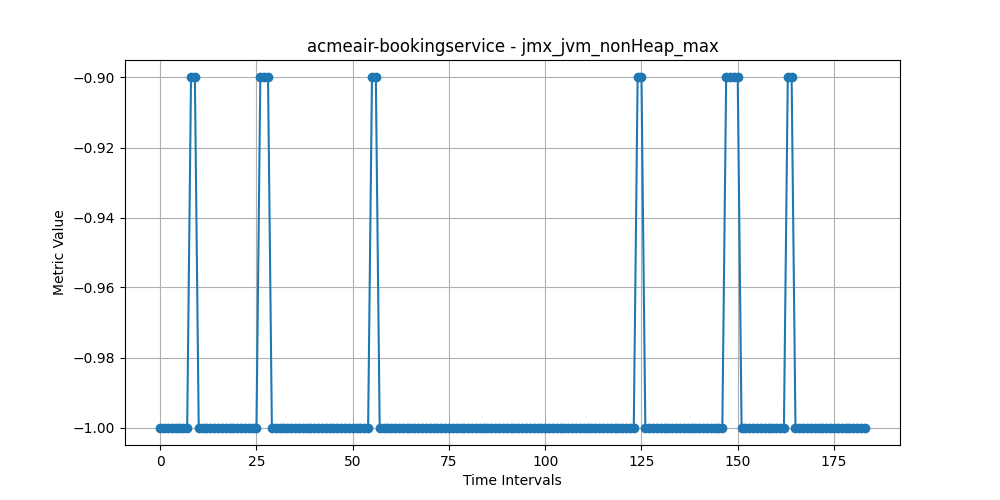 acmeair-bookingservice - jmx_jvm_nonHeap_max
−0.90
−0.92
−0.94
−0.96
−0.98
−1.00
Metric Value
0 25 50 75 100 125 150 175
Time Intervals